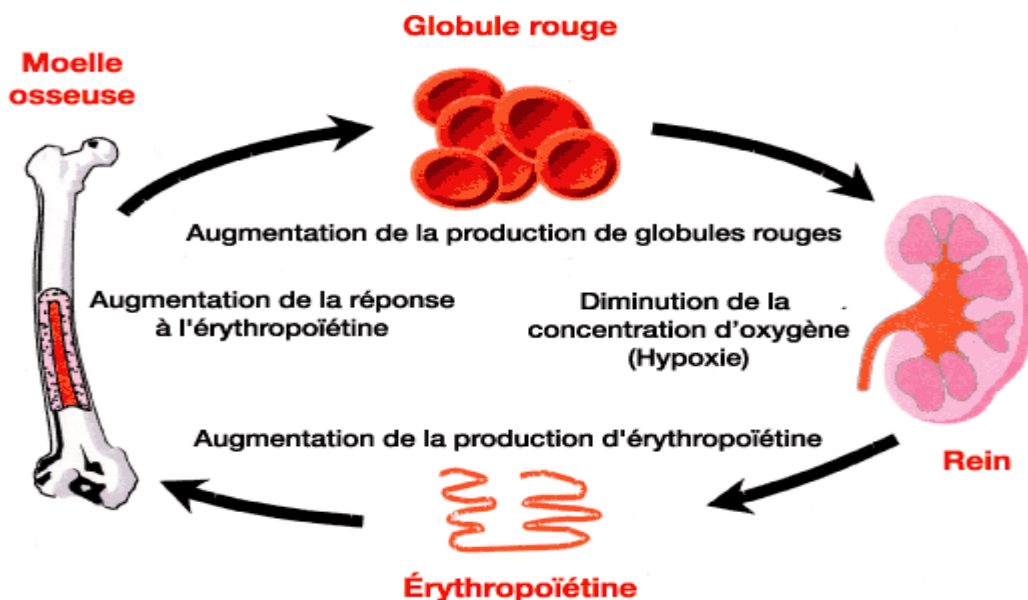 Globule rouge
Moelle
osseuse
Augmentation de la production de globules rouges
Augmentation de la réponse
à l'érythropoïétine
Diminution de la
concentration d'oxygène
(Hypoxie)
Augmentation de la production d'érythropoïétine
Rein
Érythropoïétine